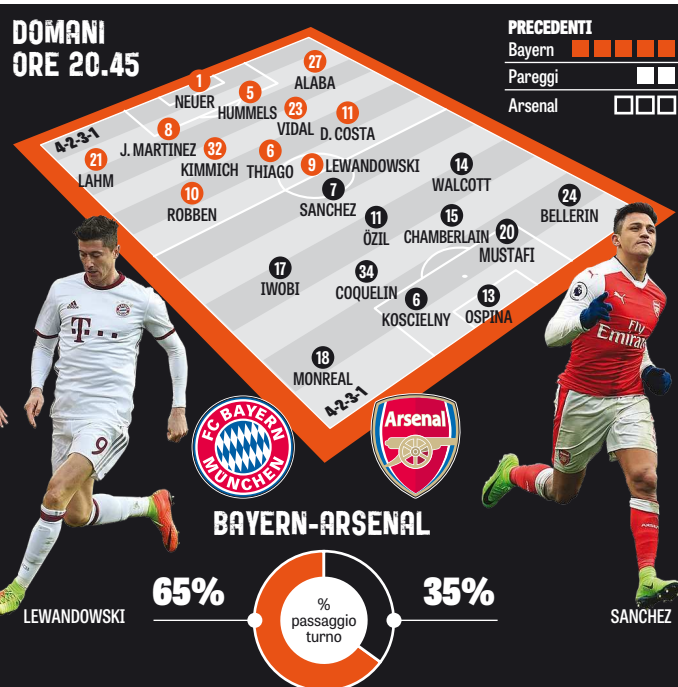 DOMANI
ORE 20.45
PRECEDENTI
Bayern
Pareggi
Arsenal
4-2-3-1
1
NEUER
27
ALABA
5
HUMMELS
23
VIDAL
11
D. COSTA
8
J. MARTINEZ
32
KIMMICH
6
THIAGO
21
LAHM
10
ROBBEN
9 LEWANDOWSKI
7
SANCHEZ
14
WALCOTT
24
BELLERIN
11
ÖZIL
15
CHAMBERLAIN
20
MUSTAFI
17
IWOBI
34
COQUELIN
6
KOSCIELNY
13
OSPINA
18
MONREAL
4-2-3-1
T
9
Fly
Emirates
FC BAYERN
MÜNCHEN
Arsenal
BAYERN-ARSENAL
65%
35%
%
passaggio
turno
LEWANDOWSKI
SANCHEZ